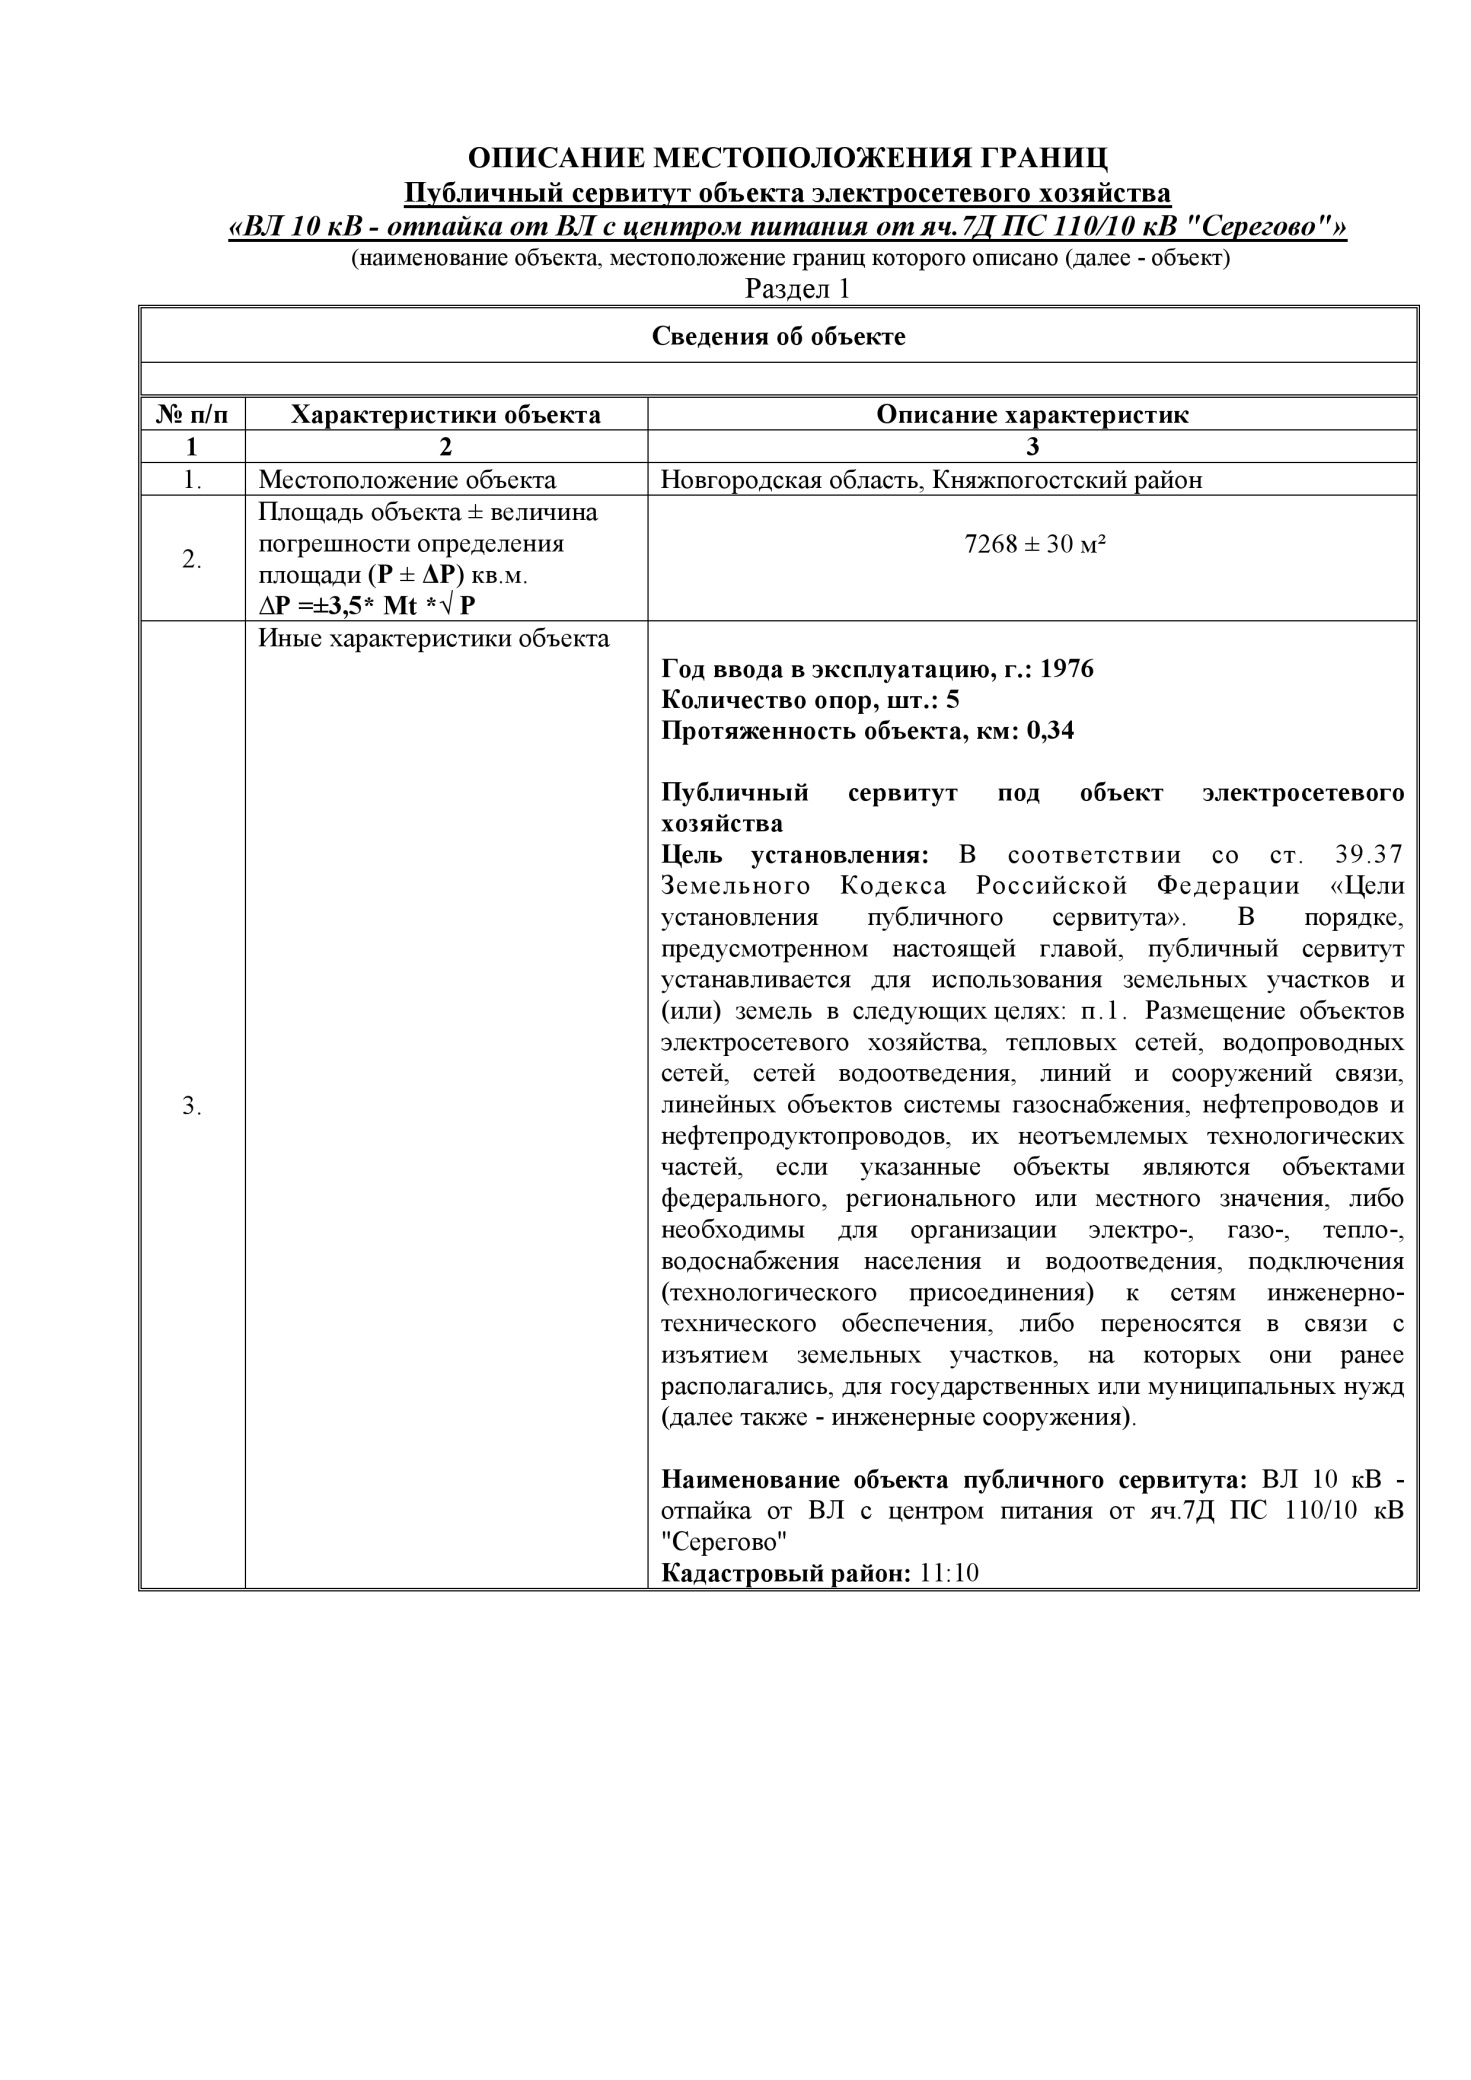 ОПИСАНИЕ МЕСТОПОЛОЖЕНИЯ ГРАНИЦ
Публичный сервитут объекта электросетевого хозяйства
«ВЛ 10 кВ - отпайка от ВЛ с центром питания от яч.7Д ПС 110/10 кВ "Серегово"»
(наименование объекта, местоположение границ которого описано (далее - объект)
Раздел 1
Сведения об объекте
№ п/п Характеристики объекта Описание характеристик
1 2 3
1. Местоположение объекта Новгородская область, Княжпогостский район
2. Площадь объекта ± величина
погрешности определения
площади (Р ± ΔР) кв.м.
∆Р =±3,5* Mt *√ Р
7268 ± 30 м²
3. Иные характеристики объекта
Год ввода в эксплуатацию, г.: 1976
Количество опор, шт.: 5
Протяженность объекта, км: 0,34
Публичный сервитут под объект электросетевого
хозяйства
Цель установления: В соответствии со ст. 39.37
Земельного Кодекса Российской Федерации «Цели
установления публичного сервитута». В порядке,
предусмотренном настоящей главой, публичный сервитут
устанавливается для использования земельных участков и
(или) земель в следующих целях: п.1. Размещение объектов
электросетевого хозяйства, тепловых сетей, водопроводных
сетей, сетей водоотведения, линий и сооружений связи,
линейных объектов системы газоснабжения, нефтепроводов и
нефтепродуктопроводов, их неотъемлемых технологических
частей, если указанные объекты являются объектами
федерального, регионального или местного значения, либо
необходимы для организации электро-, газо-, тепло-,
водоснабжения населения и водоотведения, подключения
(технологического присоединения) к сетям инженерно-
технического обеспечения, либо переносятся в связи с
изъятием земельных участков, на которых они ранее
располагались, для государственных или муниципальных нужд
(далее также - инженерные сооружения).
Наименование объекта публичного сервитута: ВЛ 10 кВ -
отпайка от ВЛ с центром питания от яч.7Д ПС 110/10 кВ
"Серегово"
Кадастровый район: 11:10